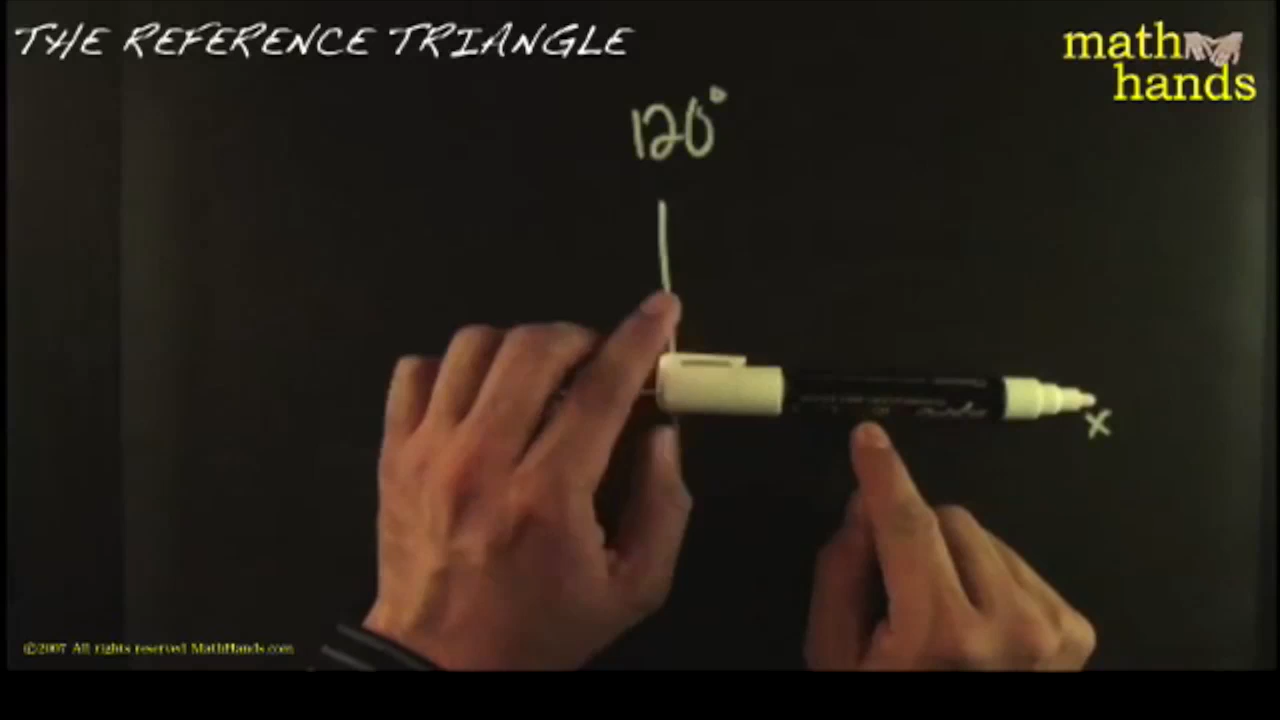 THE REFERENCE TRIANGLE
math
hands
120°
x
©2007 All rights reserved MathHands.com